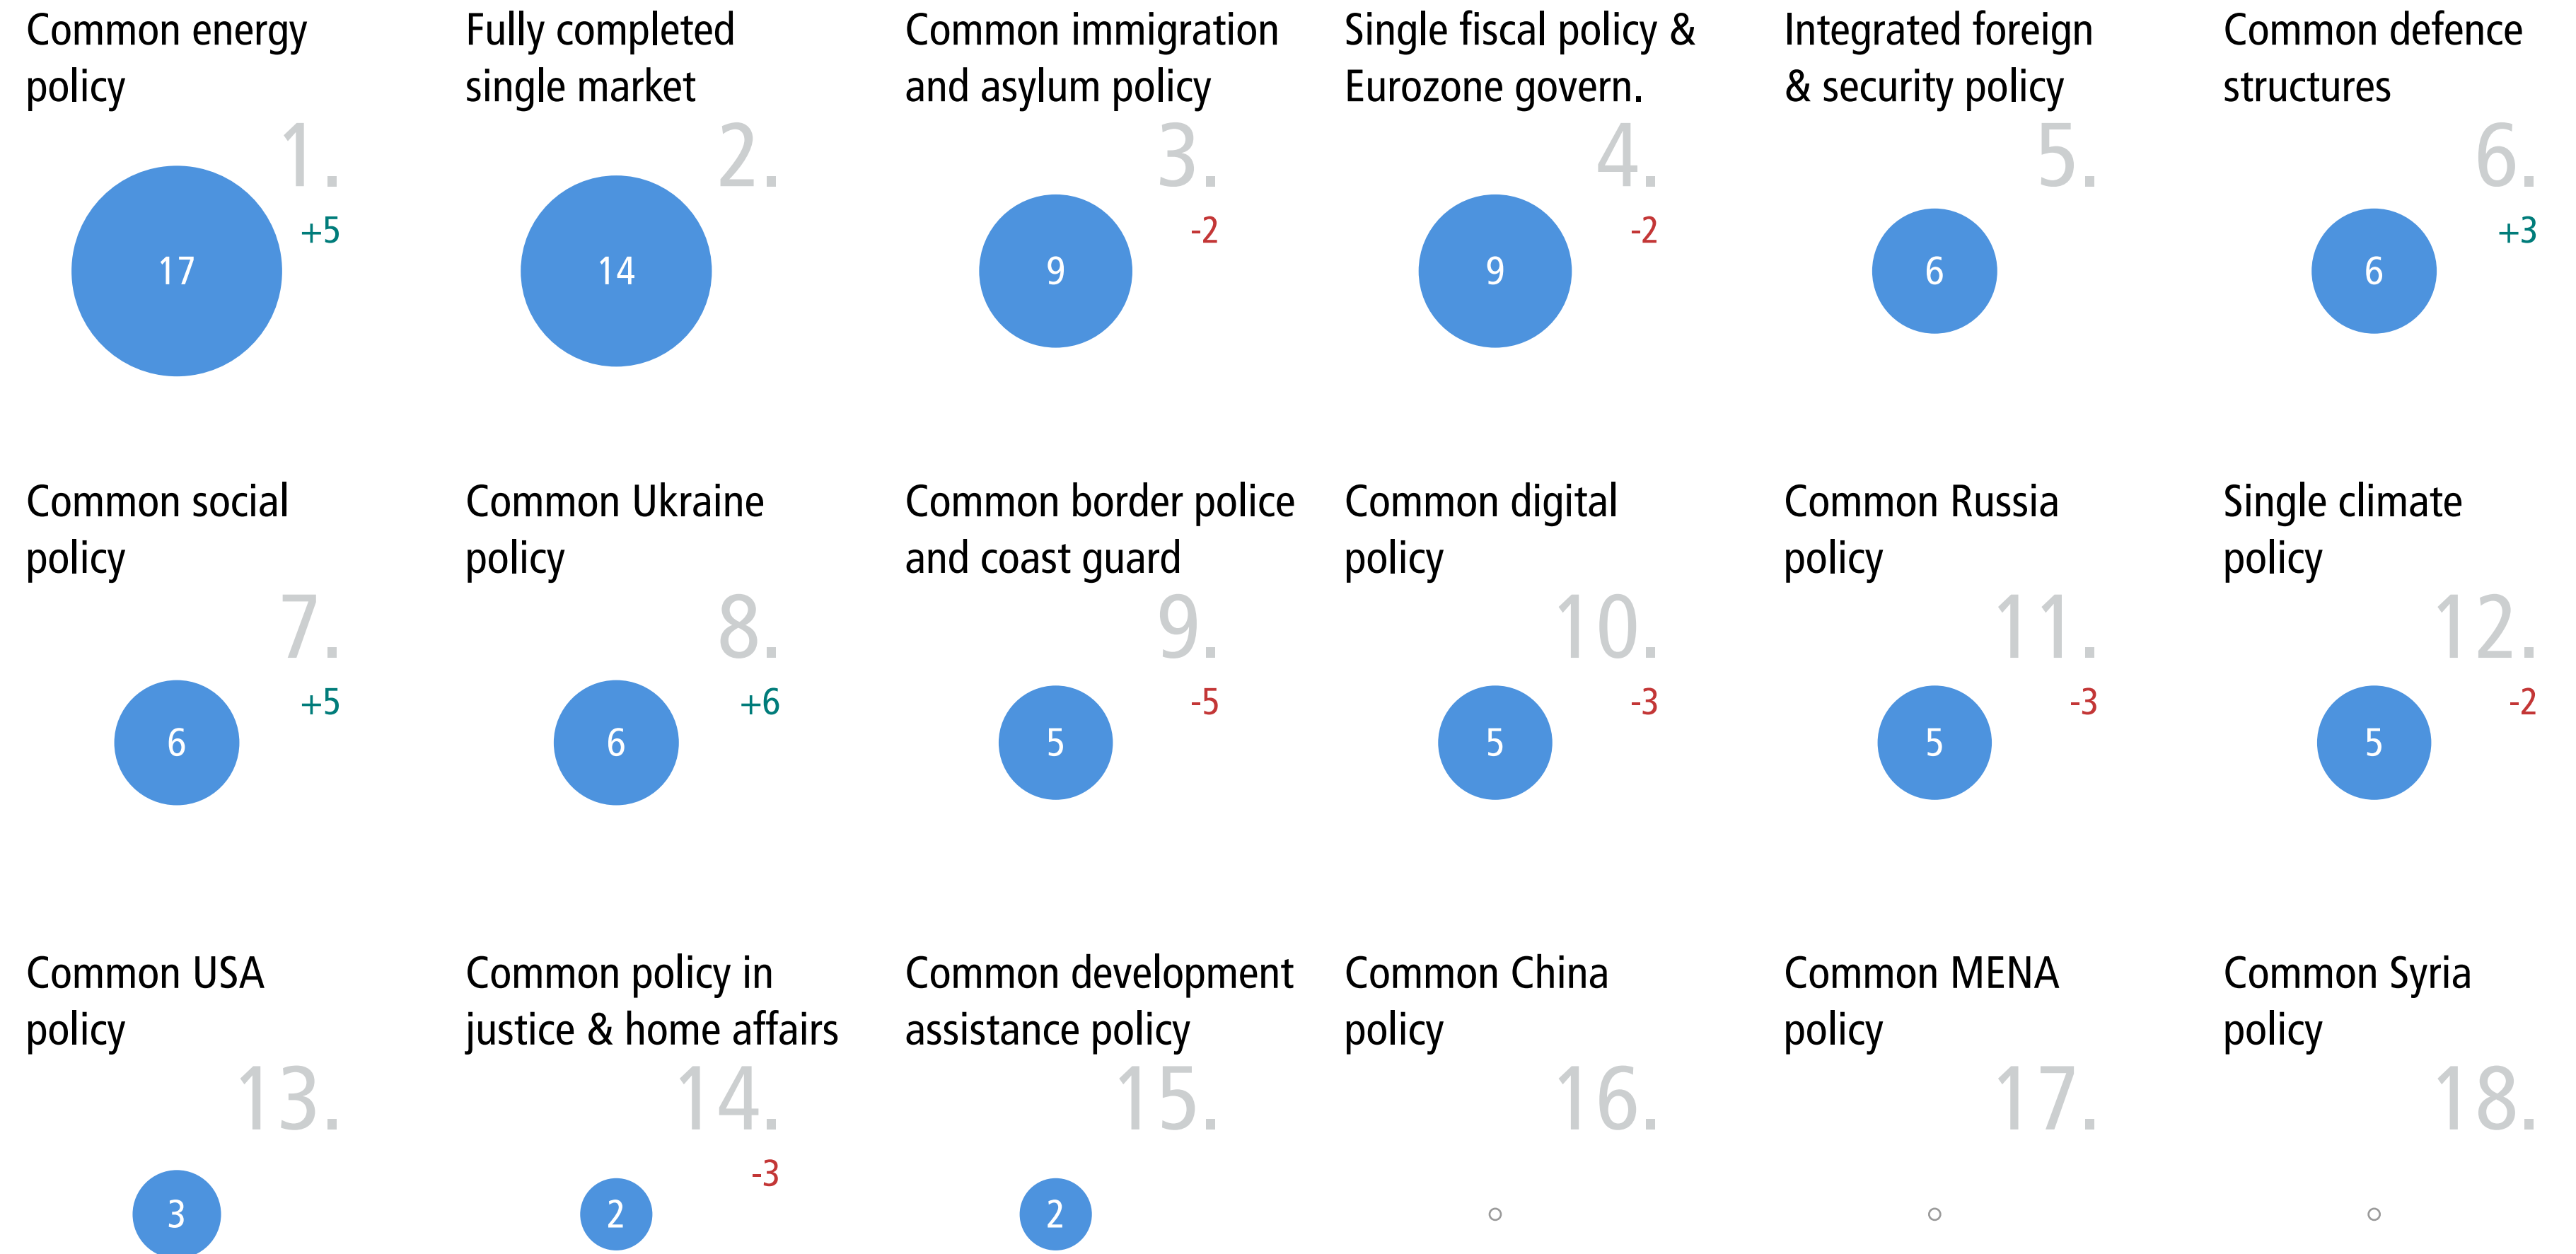 Common energy
policy
1.
+5
17
Fully completed
single market
2.
14
Common immigration
and asylum policy
3.
-2
9
Single fiscal policy &
Eurozone govern.
4.
-2
9
Integrated foreign
& security policy
5.
6
Common defence
structures
6.
+3
6
Common social
policy
7.
+5
6
Common Ukraine
policy
8.
+6
6
Common border police
and coast guard
9.
-5
5
Common digital
policy
10.
-3
5
Common Russia
policy
11.
-3
5
Single climate
policy
12.
-2
5
Common USA
policy
13.
3
Common policy in
justice & home affairs
14.
-3
2
Common development
assistance policy
15.
2
Common China
policy
16.
Common MENA
policy
17.
Common Syria
policy
18.